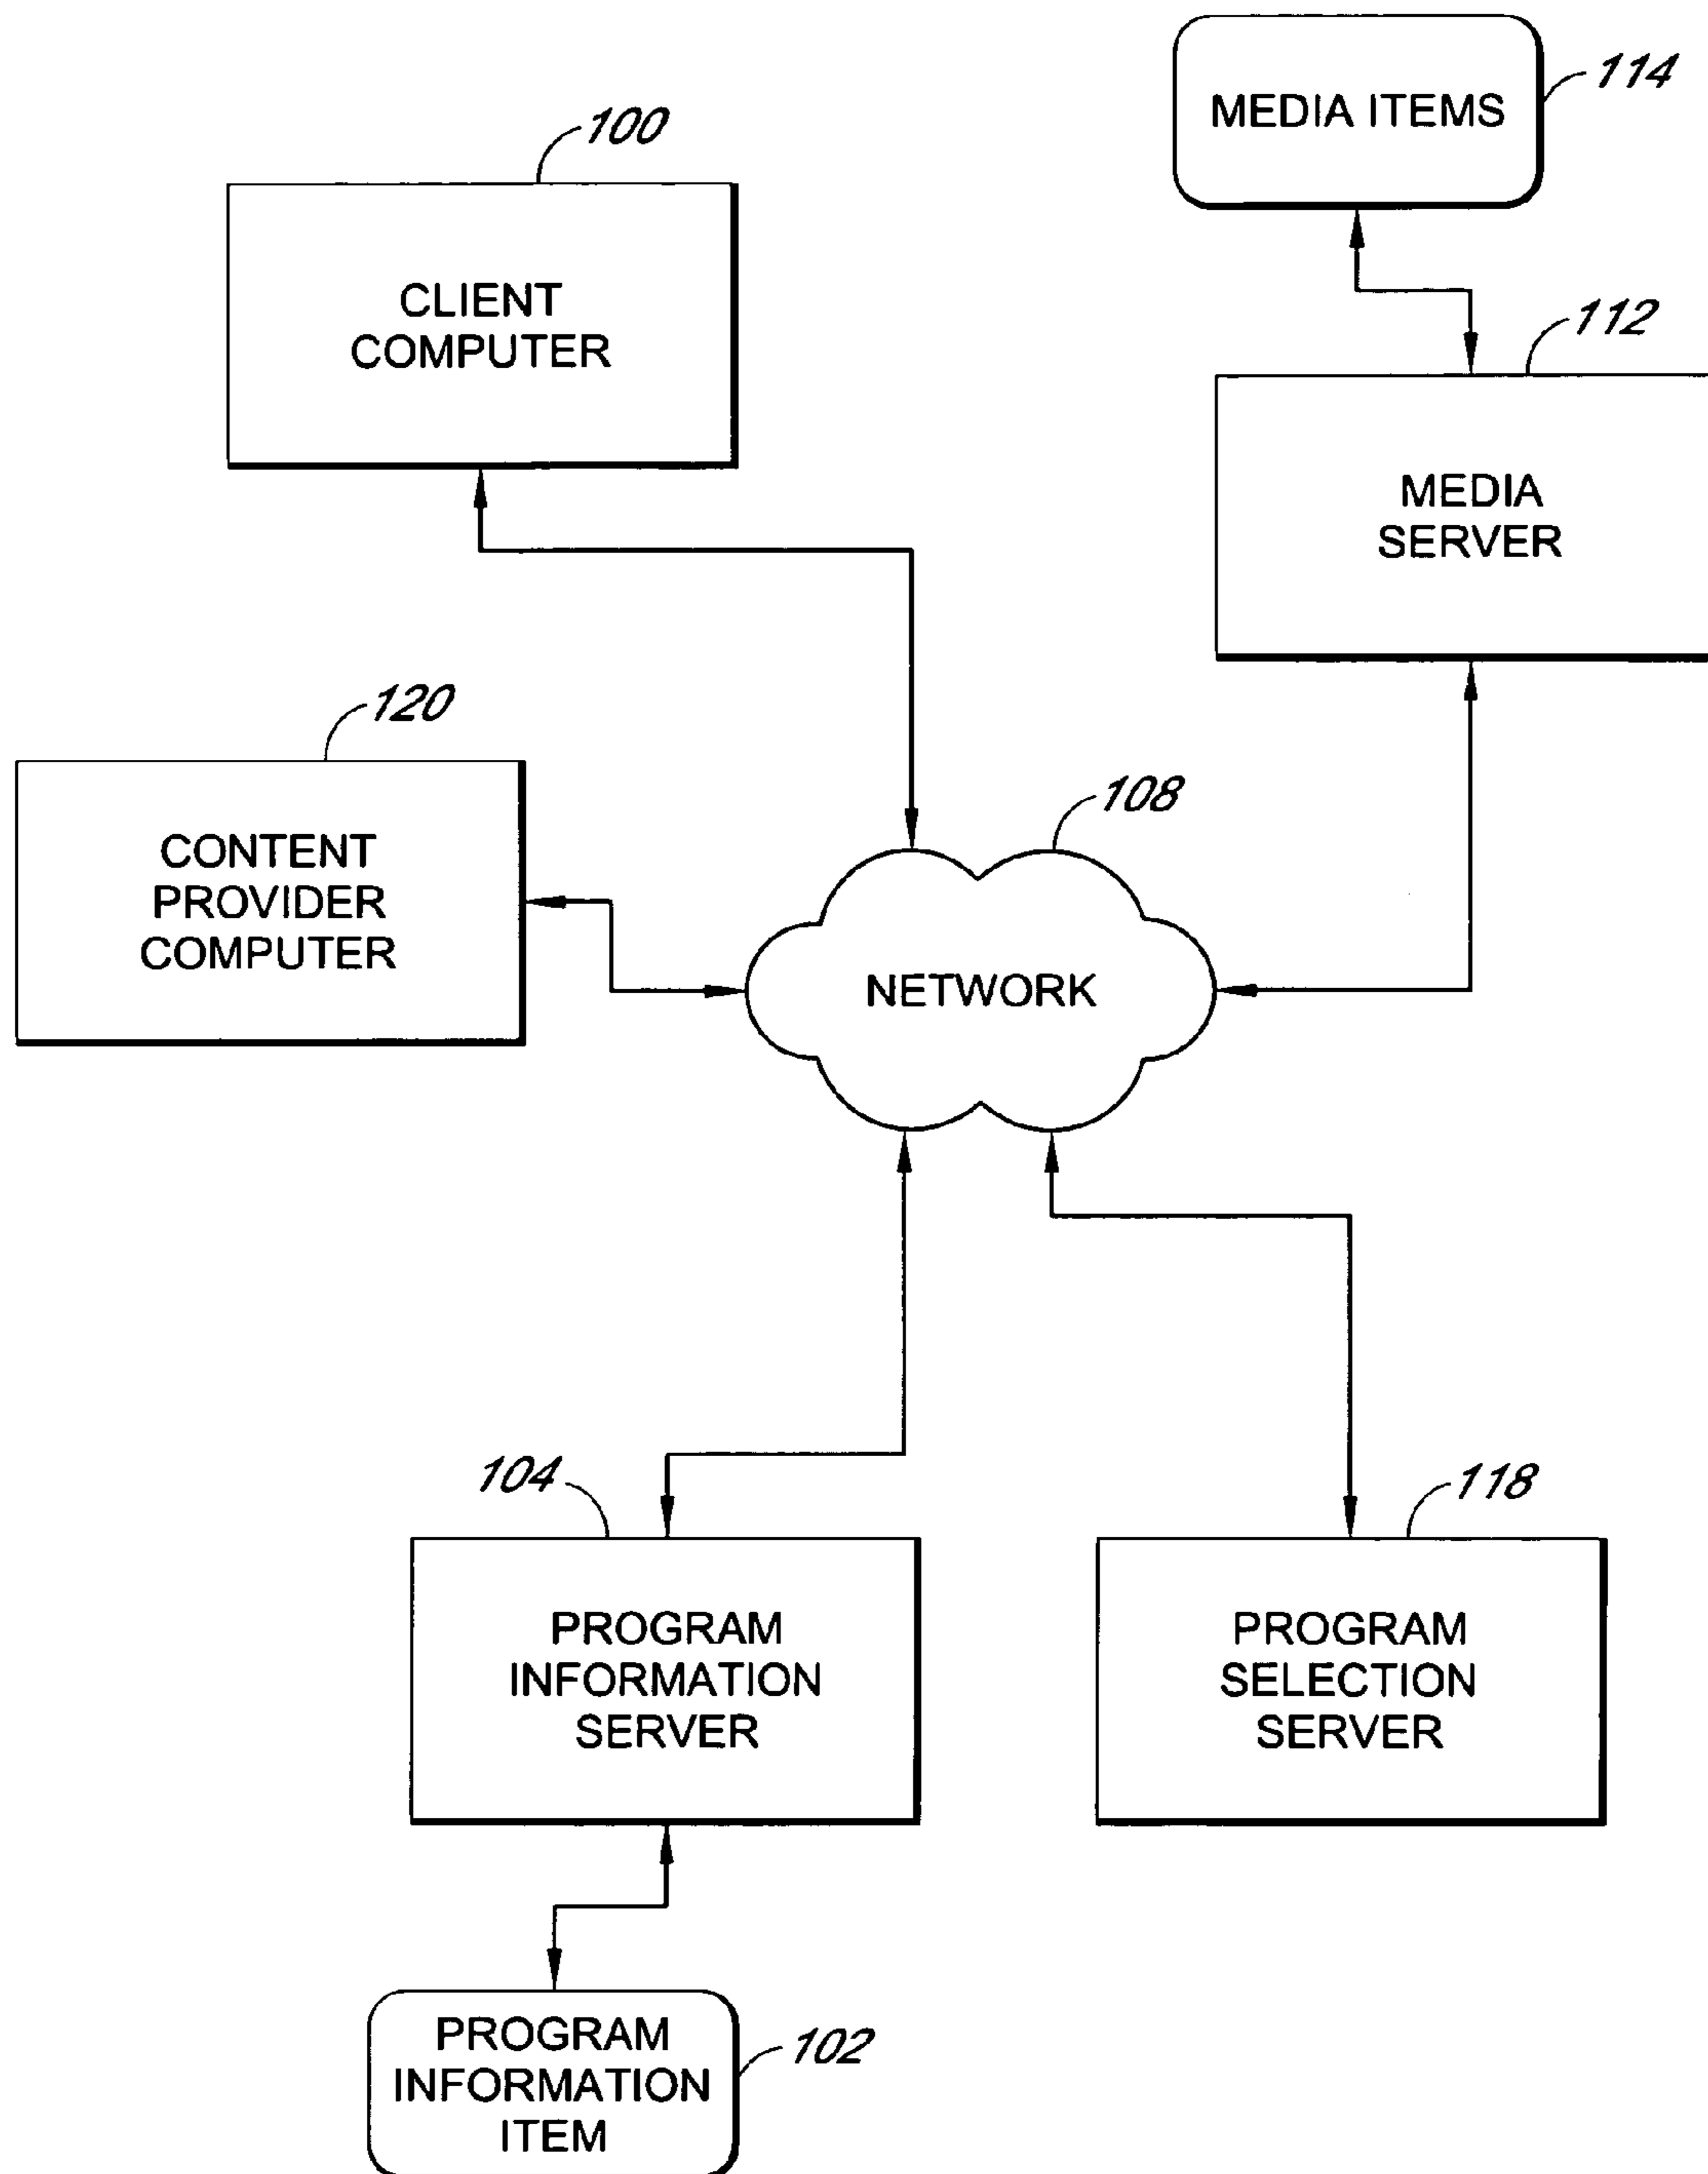 114
MEDIA ITEMS
100
CLIENT
COMPUTER
112
MEDIA
SERVER
120
CONTENT
PROVIDER
COMPUTER
108
NETWORK
104
PROGRAM
INFORMATION
SERVER
118
PROGRAM
SELECTION
SERVER
PROGRAM
INFORMATION
ITEM
102